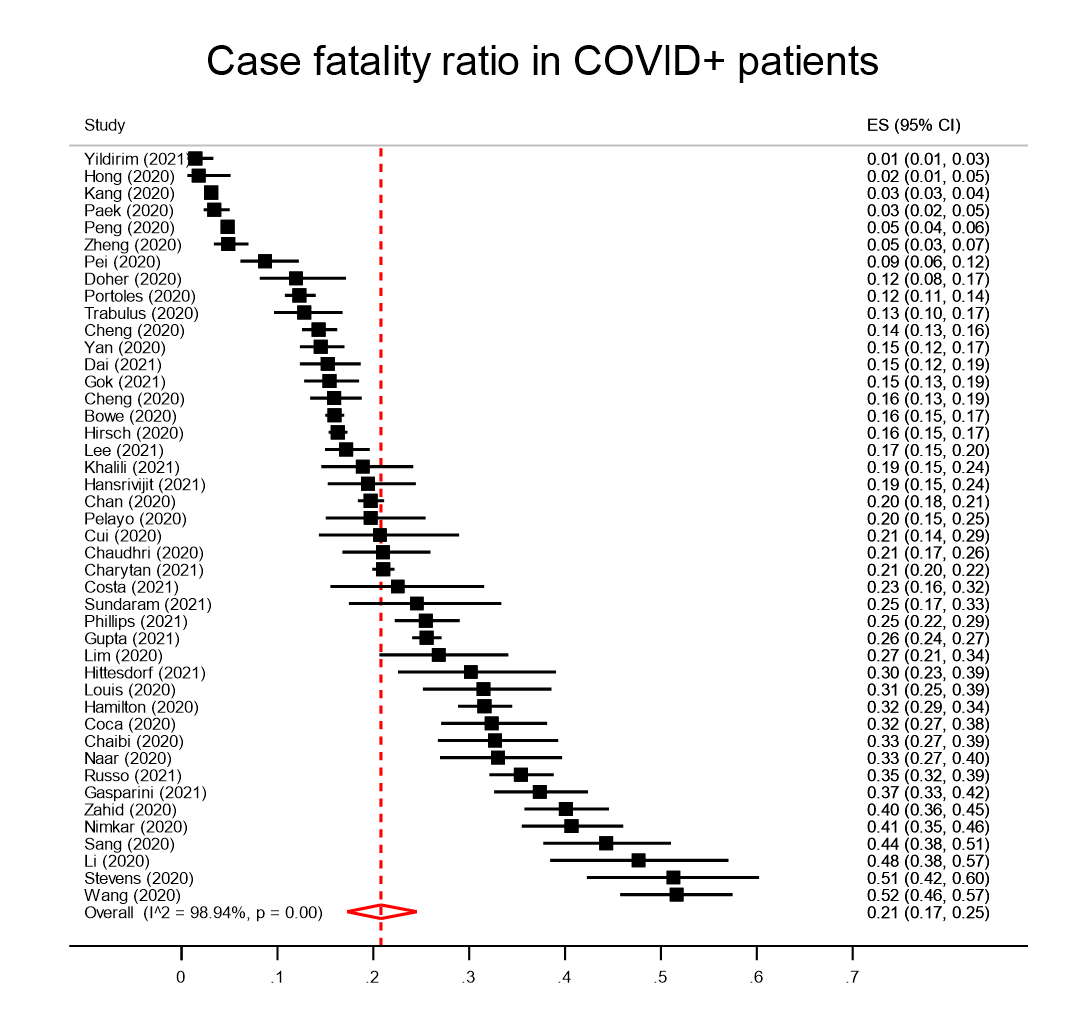 Case fatality ratio in COVID+ patients
Study ES (95% CI)
Yildirim (2021) 0.01 (0.01, 0.03)
Hong (2020) 0.02 (0.01, 0.05)
Kang (2020) 0.03 (0.03, 0.04)
Paek (2020) 0.03 (0.02, 0.05)
Peng (2020) 0.05 (0.04, 0.06)
Zheng (2020) 0.05 (0.03, 0.07)
Pei (2020) 0.09 (0.06, 0.12)
Doher (2020) 0.12 (0.08, 0.17)
Portoles (2020) 0.12 (0.11, 0.14)
Trabulus (2020) 0.13 (0.10, 0.17)
Cheng (2020) 0.14 (0.13, 0.16)
Yan (2020) 0.15 (0.12, 0.17)
Dai (2021) 0.15 (0.12, 0.19)
Gok (2021) 0.15 (0.13, 0.19)
Cheng (2020) 0.16 (0.13, 0.19)
Bowe (2020) 0.16 (0.15, 0.17)
Hirsch (2020) 0.16 (0.15, 0.17)
Lee (2021) 0.17 (0.15, 0.20)
Khalili (2021) 0.19 (0.15, 0.24)
Hansrivijit (2021) 0.19 (0.15, 0.24)
Chan (2020) 0.20 (0.18, 0.21)
Pelayo (2020) 0.20 (0.15, 0.25)
Cui (2020) 0.21 (0.14, 0.29)
Chaudhri (2020) 0.21 (0.17, 0.26)
Charytan (2021) 0.21 (0.20, 0.22)
Costa (2021) 0.23 (0.16, 0.32)
Sundaram (2021) 0.25 (0.17, 0.33)
Phillips (2021) 0.25 (0.22, 0.29)
Gupta (2021) 0.26 (0.24, 0.27)
Lim (2020) 0.27 (0.21, 0.34)
Hittesdorf (2021) 0.30 (0.23, 0.39)
Louis (2020) 0.31 (0.25, 0.39)
Hamilton (2020) 0.32 (0.29, 0.34)
Coca (2020) 0.32 (0.27, 0.38)
Chaibi (2020) 0.33 (0.27, 0.39)
Naar (2020) 0.33 (0.27, 0.40)
Russo (2021) 0.35 (0.32, 0.39)
Gasparini (2021) 0.37 (0.33, 0.42)
Zahid (2020) 0.40 (0.36, 0.45)
Nimkar (2020) 0.41 (0.35, 0.46)
Sang (2020) 0.44 (0.38, 0.51)
Li (2020) 0.48 (0.38, 0.57)
Stevens (2020) 0.51 (0.42, 0.60)
Wang (2020) 0.52 (0.46, 0.57)
Overall (I^2 = 98.94%, p = 0.00) 0.21 (0.17, 0.25)
0 .1 .2 .3 .4 .5 .6 .7